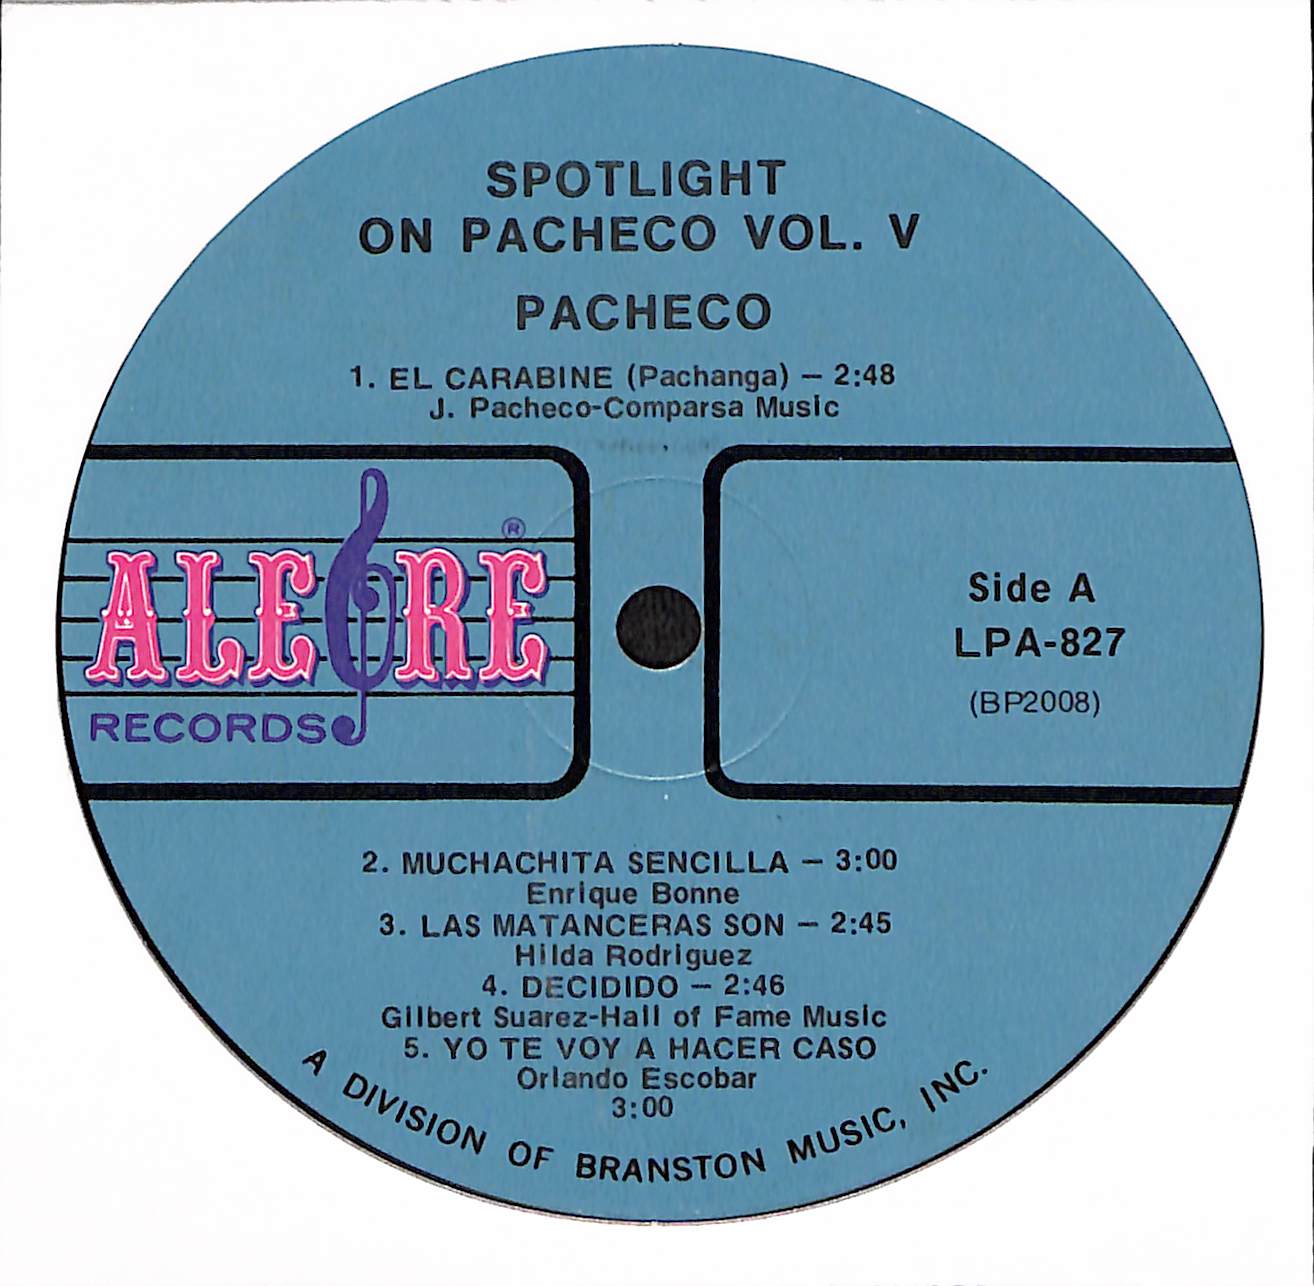 SPOTLIGHT
ON PACHECO VOL. V
PACHECO
1. EL CARABINE (Pachanga) — 2:48
J. Pacheco-Comparsa Music
ALEGRE
®
RECORDS
Side A
LPA-827
(BP2008)
2. MUCHACHITA SENCILLA — 3:00
Enrique Bonne
3. LAS MATANCERAS SON — 2:45
Hilda Rodriguez
4. DECIDIDO — 2:46
Gilbert Suarez-Hall of Fame Music
5. YO TE VOY A HACER CASO
Orlando Escobar
3:00
A DIVISION OF BRANSTON MUSIC, INC.